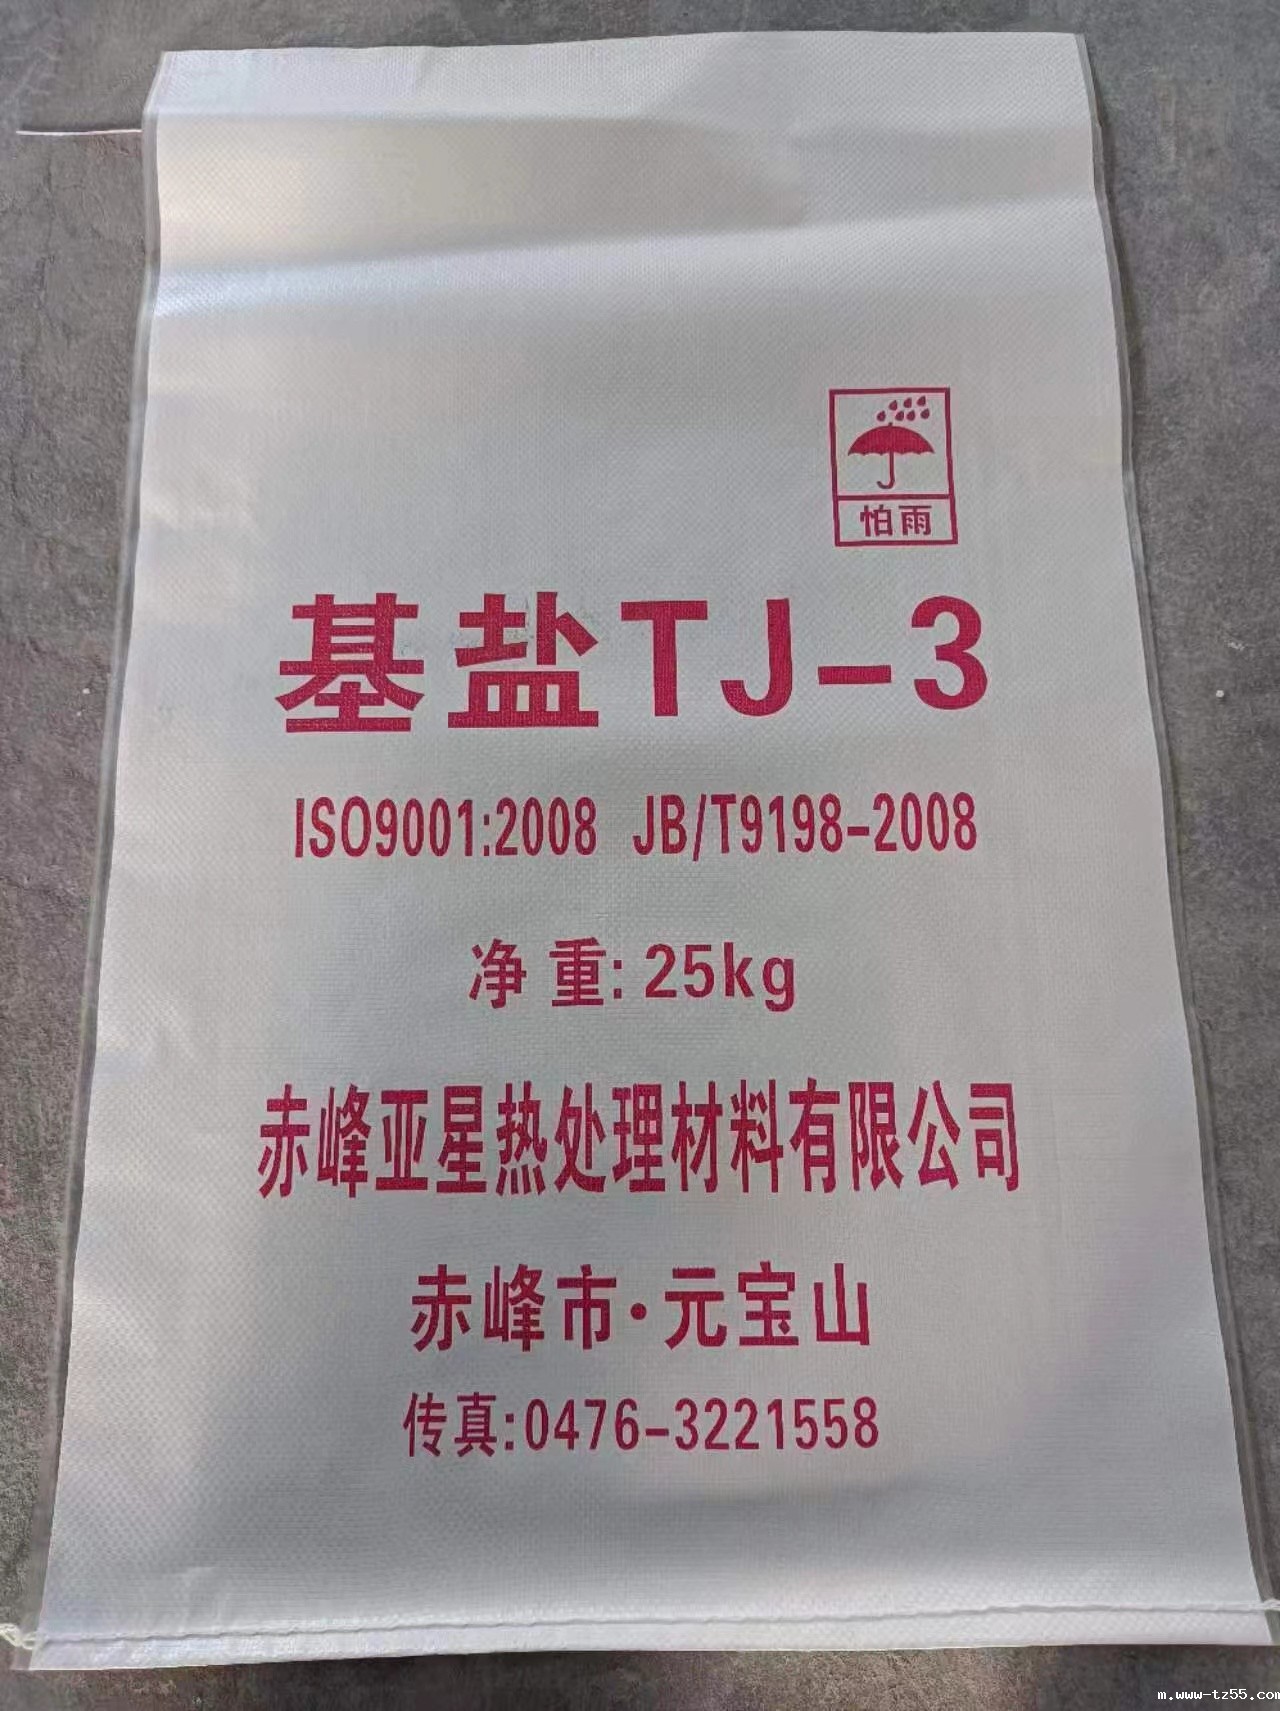 怕雨
基盐TJ-3
ISO9001:2008 JB/T9198-2008
净 重: 25kg
赤峰亚星热处理材料有限公司
赤峰市·元宝山
传真:0476-3221558
m.www-tz55.com